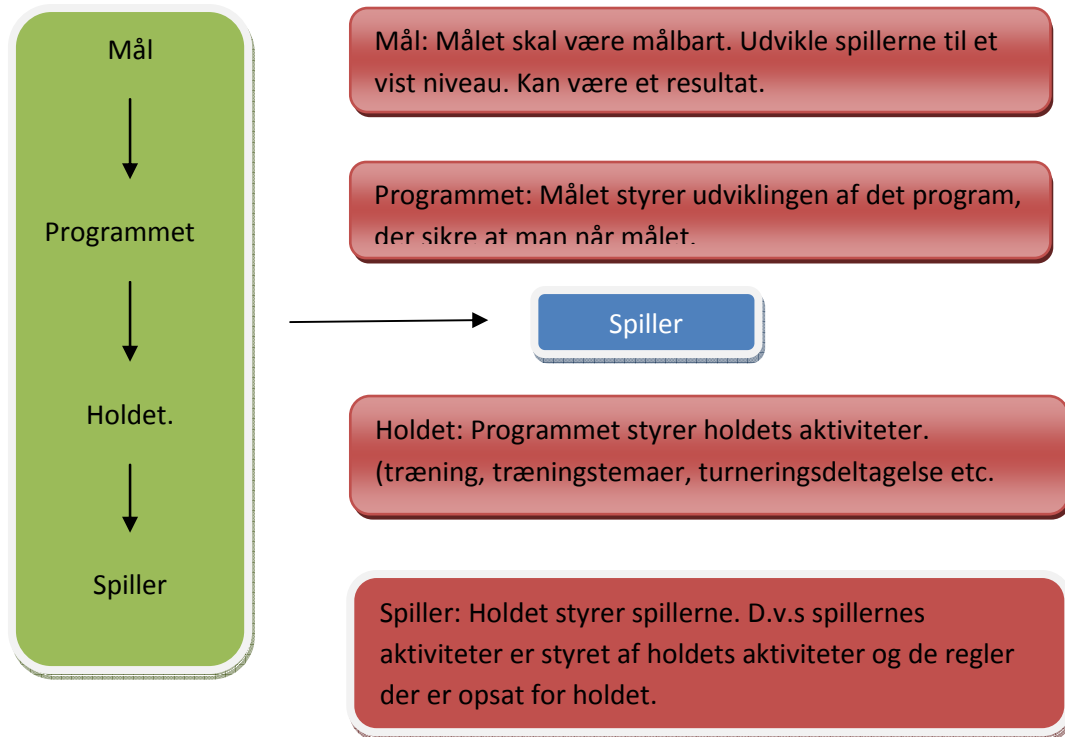 Mål
Programmet
Holdet.
Spiller
Mål: Målet skal være målbart. Udvikle spillerne til et
vist niveau. Kan være et resultat.
Programmet: Målet styrer udviklingen af det program,
der sikre at man når målet.
Spiller
Holdet: Programmet styrer holdets aktiviteter.
(træning, træningstemaer, turneringsdeltagelse etc.
Spiller: Holdet styrer spillerne. D.v.s spillernes
aktiviteter er styret af holdets aktiviteter og de regler
der er opsat for holdet.